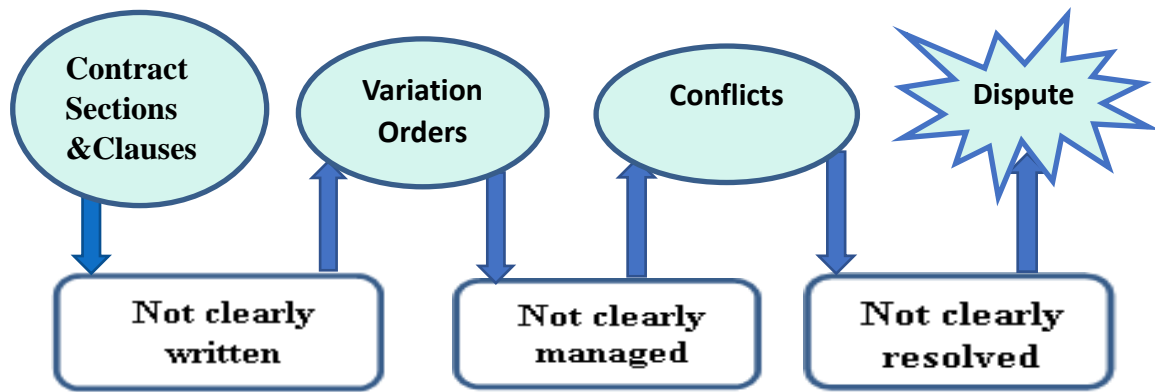 Contract
Sections
&Clauses
Variation
Orders
Conflicts
Dispute
Not clearly
written
Not clearly
managed
Not clearly
resolved